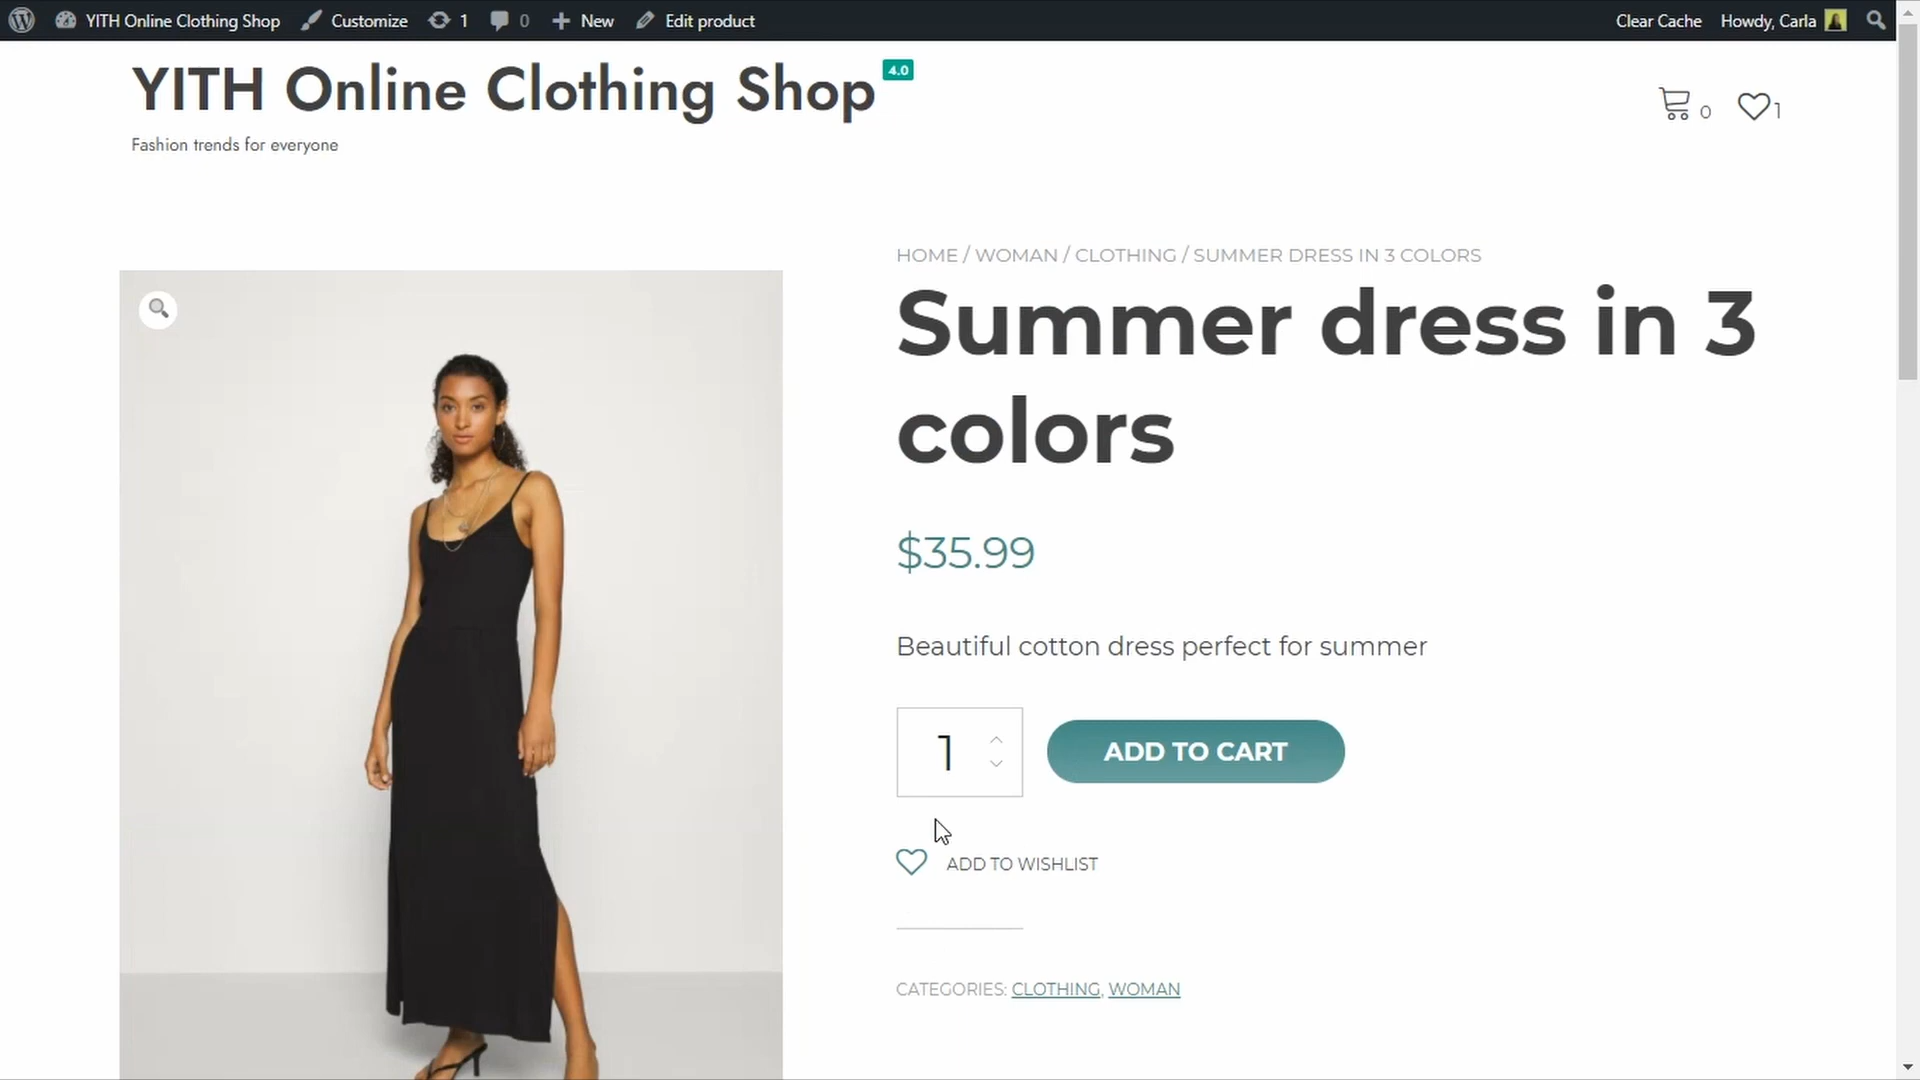 YITH Online Clothing Shop Customize 1 0 New Edit product Clear Cache Howdy, Carla
YITH Online Clothing Shop 4.0
Fashion trends for everyone
0 1
HOME / WOMAN / CLOTHING / SUMMER DRESS IN 3 COLORS
Summer dress in 3
colors
$35.99
Beautiful cotton dress perfect for summer
1 ADD TO CART
ADD TO WISHLIST
CATEGORIES: CLOTHING, WOMAN